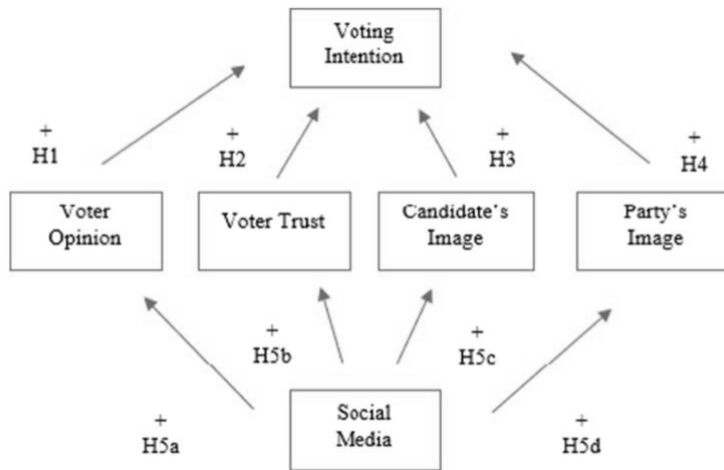 Voting
Intention
+
H1
+
H2
+
H3
+
H4
Voter
Opinion
Voter Trust
Candidate's
Image
Party's
Image
+
H5b
+
H5c
+
H5a
Social
Media
+
H5d